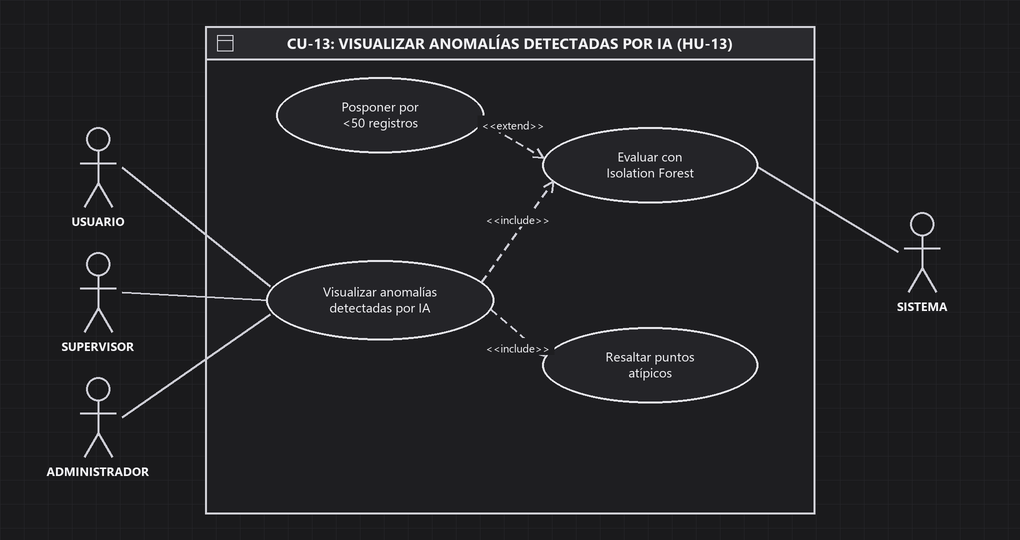 CU-13: VISUALIZAR ANOMALÍAS DETECTADAS POR IA (HU-13)
Posponer por
<50 registros
<<extend>>
Evaluar con
Isolation Forest
USUARIO
<<include>>
Visualizar anomalías
detectadas por IA
SISTEMA
SUPERVISOR
<<include>>
Resaltar puntos
atípicos
ADMINISTRADOR